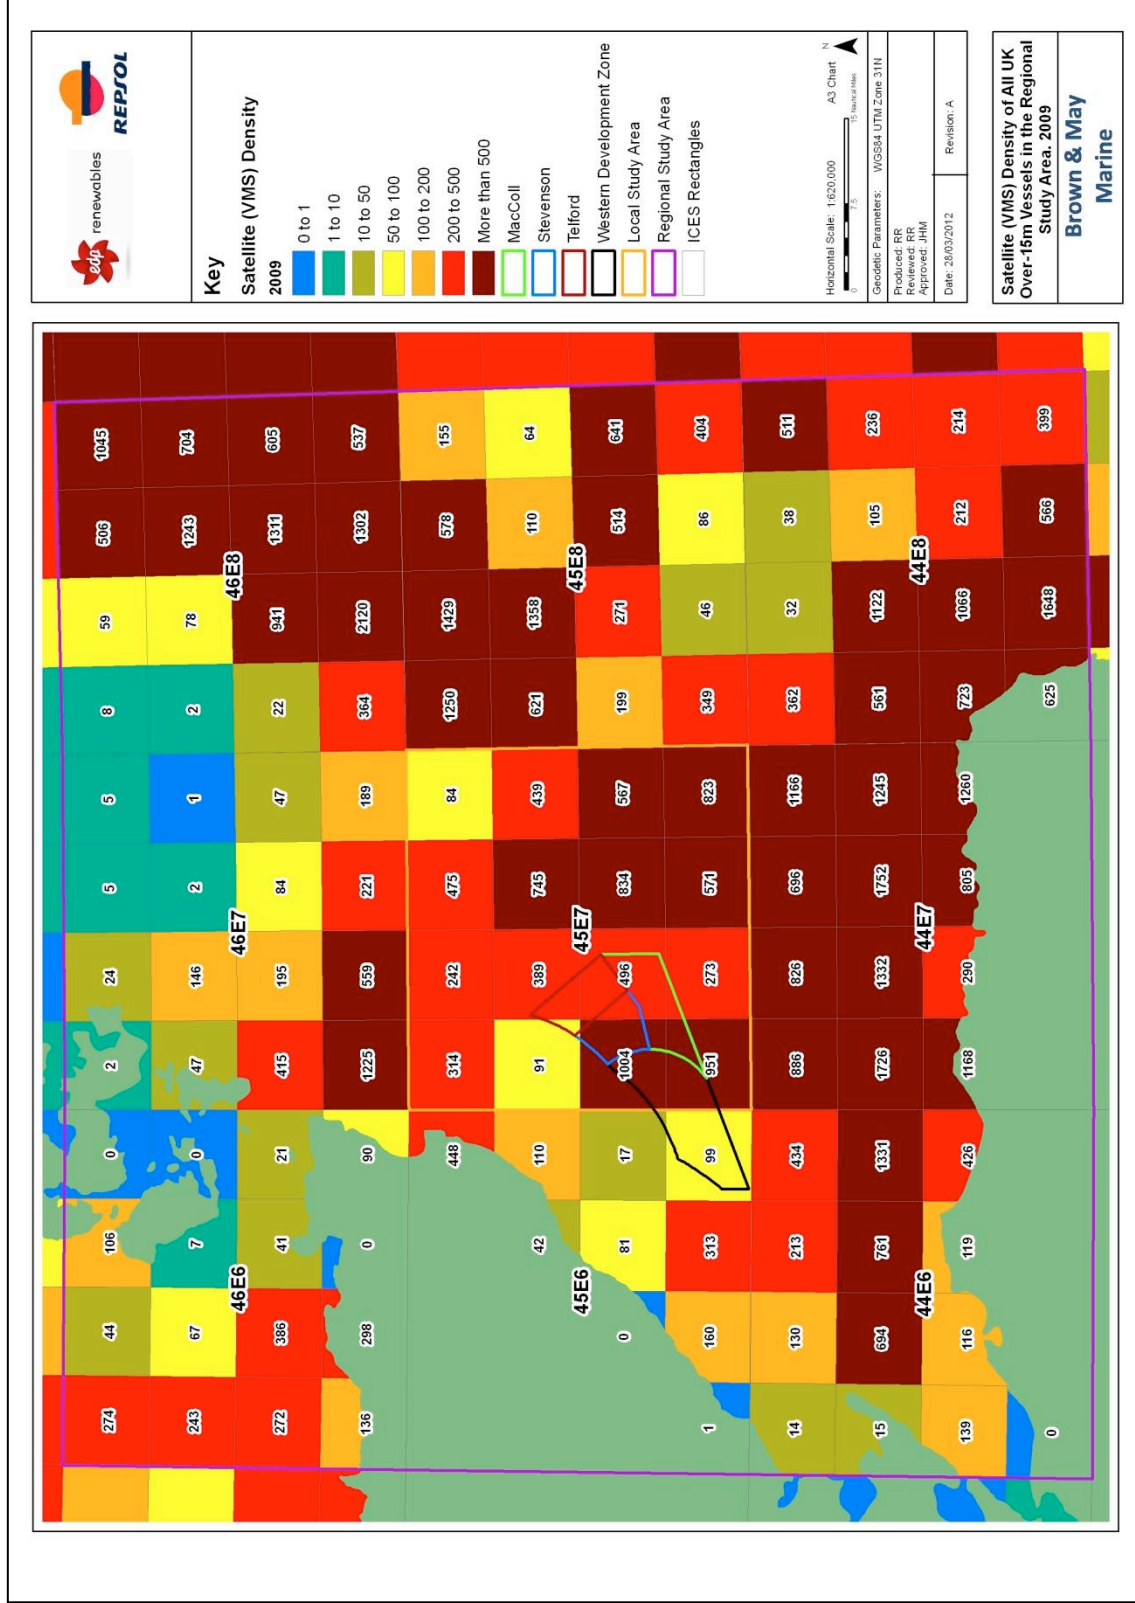 edp renewables
REPSOL
Key
Satellite (VMS) Density
2009
0 to 1
1 to 10
10 to 50
50 to 100
100 to 200
200 to 500
More than 500
MacColl
Stevenson
Telford
Western Development Zone
Local Study Area
Regional Study Area
ICES Rectangles
Horizontal Scale: 1:620,000 A3 Chart N
0 7.5 15 Nautical Miles
Geodetic Parameters: WGS84 UTM Zone 31N
Produced: RR
Reviewed: RR
Approved: JHM
Date: 28/03/2012 Revision: A
Satellite (VMS) Density of All UK
Over-15m Vessels in the Regional
Study Area. 2009
Brown & May
Marine
274 44 106 0 2 24 5 5 8 59 506 1045
243 67 7 0 47 146 2 1 2 78 1243 704
46E6 46E7 46E8
272 386 41 21 415 195 84 47 22 941 1311 605
136 298 0 90 1225 559 221 189 364 2120 1302 537
448 314 242 475 84 1250 1429 578 155
42 110 91 389 745 439 621 1358 110 64
45E6 45E7 45E8
0 81 17 1004 496 834 567 199 271 514 641
1 160 313 99 951 273 571 823 349 46 86 404
14 130 213 434 886 826 696 1166 362 32 38 511
15 694 761 1331 1726 1332 1752 1245 561 1122 105 236
44E6 44E7 44E8
139 116 119 426 1168 290 805 1260 723 1066 212 214
0 625 1648 566 399